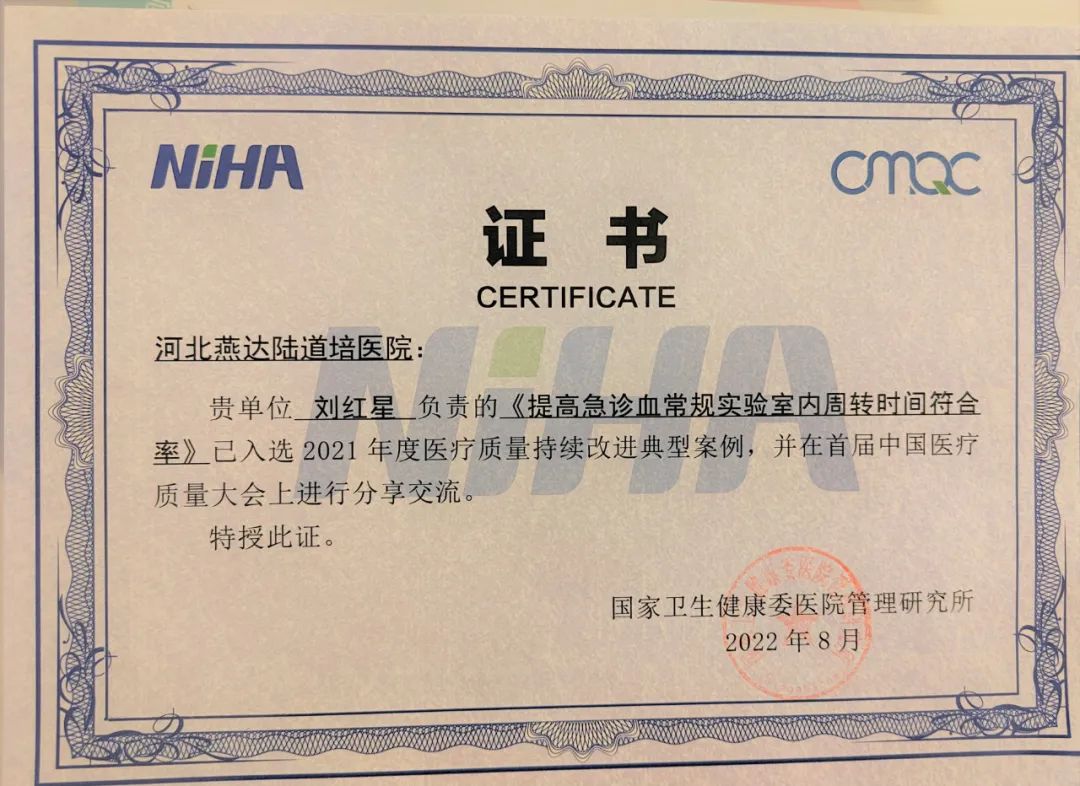 NiHA
CMQC
证 书
CERTIFICATE
河北燕达陆道培医院：
贵单位 刘红星 负责的《提高急诊血常规实验室内周转时间符合
率》已入选 2021 年度医疗质量持续改进典型案例，并在首届中国医疗
质量大会上进行分享交流。
特授此证。
国家卫生健康委医院管理研究所
2022 年 8 月
NiHA